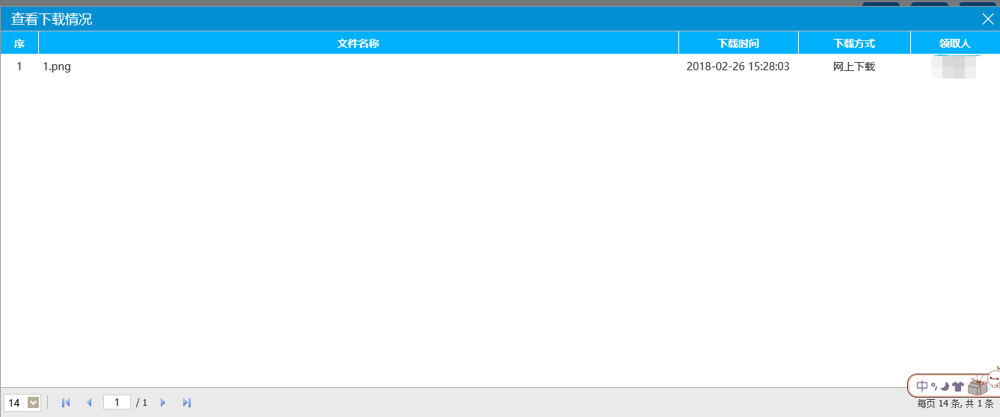 查看下载情况
序 文件名称 下载时间 下载方式 领取人
1 1.png 2018-02-26 15:28:03 网上下载
中
14 1 / 1 每页 14 条, 共 1 条